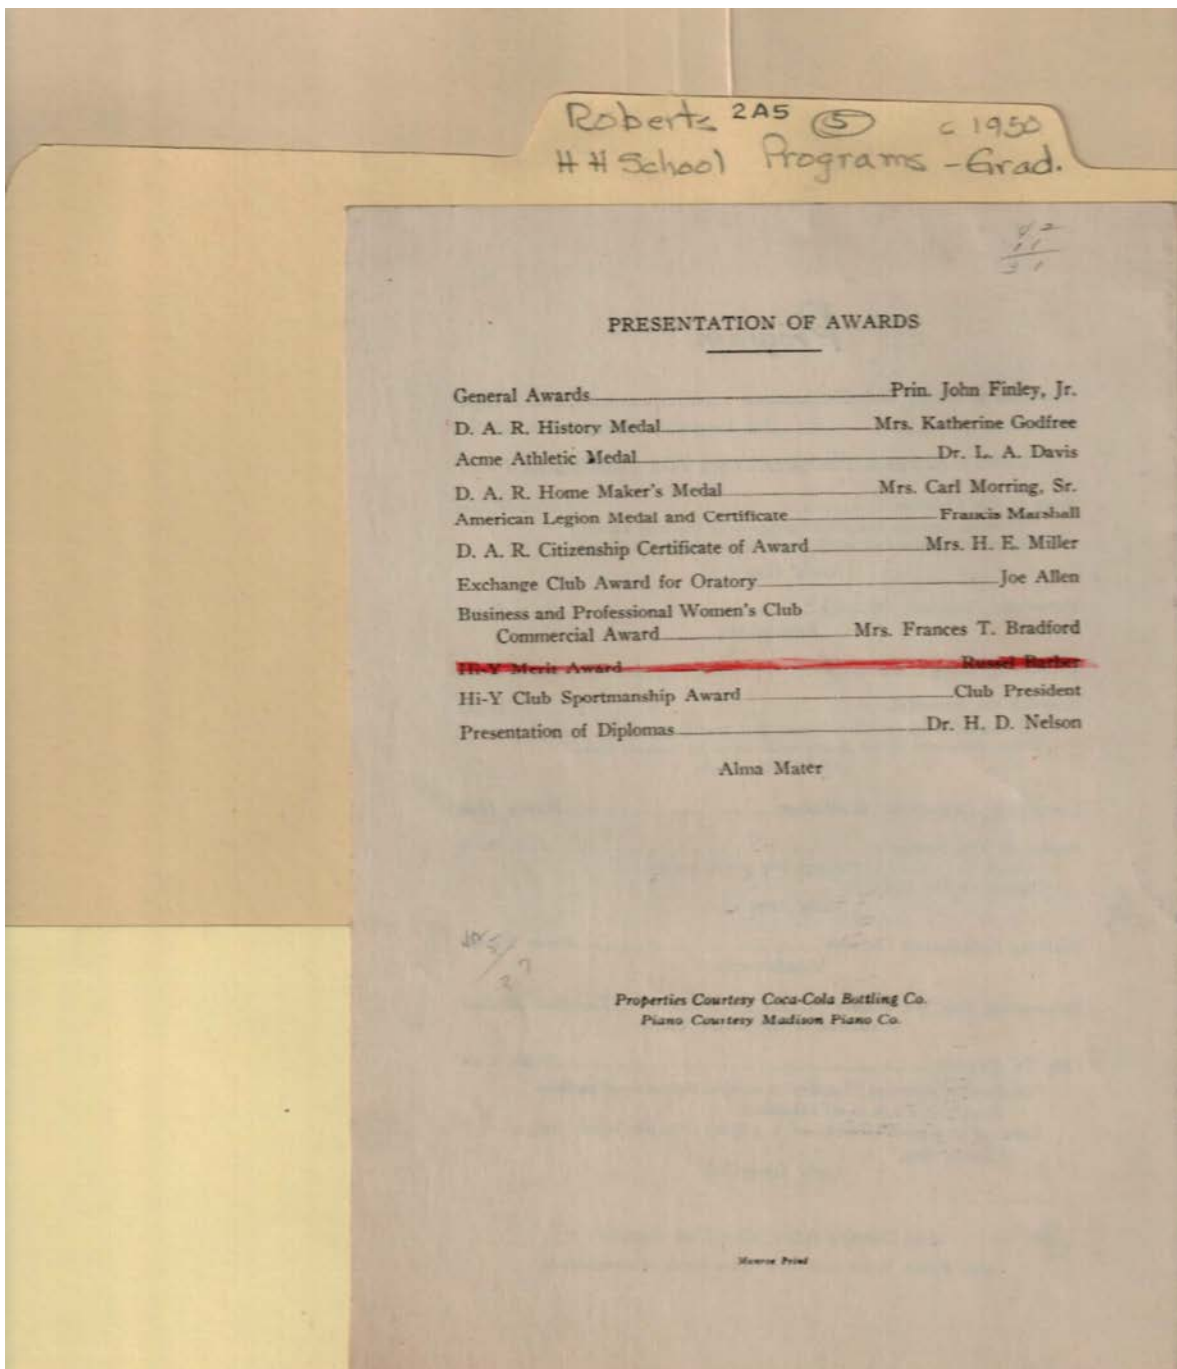 Roberts 2A5 5 c 1950
H H School Programs - Grad.
42
11
31
PRESENTATION OF AWARDS
General Awards Prin. John Finley, Jr.
D. A. R. History Medal Mrs. Katherine Godfree
Acme Athletic Medal Dr. L. A. Davis
D. A. R. Home Maker's Medal Mrs. Carl Morring, Sr.
American Legion Medal and Certificate Francis Marshall
D. A. R. Citizenship Certificate of Award Mrs. H. E. Miller
Exchange Club Award for Oratory Joe Allen
Business and Professional Women's Club
Commercial Award Mrs. Frances T. Bradford
Hi-Y Merit Award Russel Barber
Hi-Y Club Sportmanship Award Club President
Presentation of Diplomas Dr. H. D. Nelson
Alma Mater
Properties Courtesy Coca-Cola Bottling Co.
Piano Courtesy Madison Piano Co.
Monroe Print